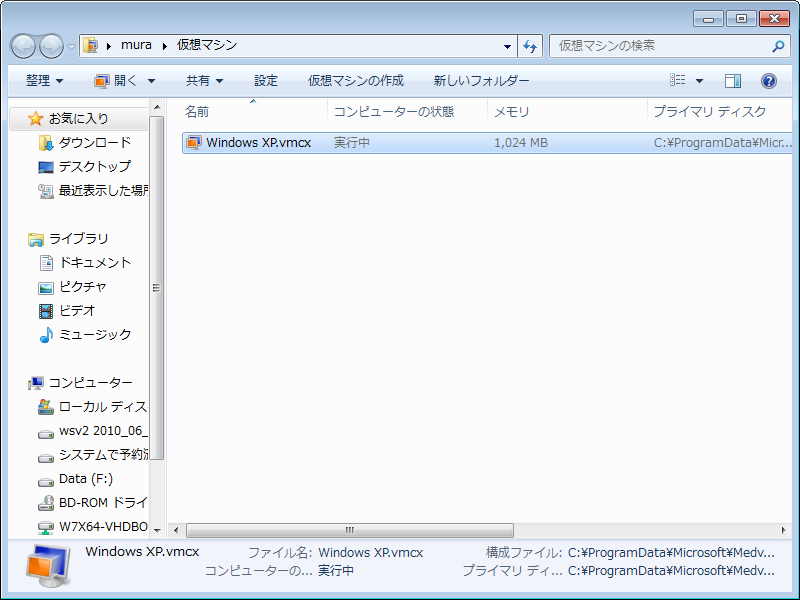 mura ▸ 仮想マシン
仮想マシンの検索
整理 開く 共有 設定 仮想マシンの作成 新しいフォルダー
名前 コンピューターの状態 メモリ プライマリ ディスク
Windows XP.vmcx 実行中 1,024 MB C:¥ProgramData¥Micr...
お気に入り
ダウンロード
デスクトップ
最近表示した場所
ライブラリ
ドキュメント
ピクチャ
ビデオ
ミュージック
コンピューター
ローカル ディス
wsv2 2010_06_
システムで予約済
Data (F:)
BD-ROM ドライ
W7X64-VHDBO
Windows XP.vmcx ファイル名: Windows XP.vmcx 構成ファイル: C:¥ProgramData¥Microsoft¥Medv...
コンピューターの... 実行中 プライマリ ディ... C:¥ProgramData¥Microsoft¥Medv...